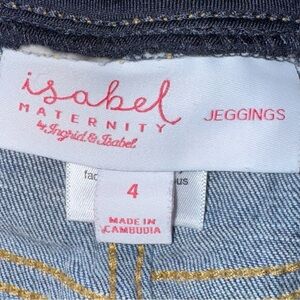 isabel
MATERNITY
by Ingrid & Isabel
JEGGINGS
4
MADE IN
CAMBODIA